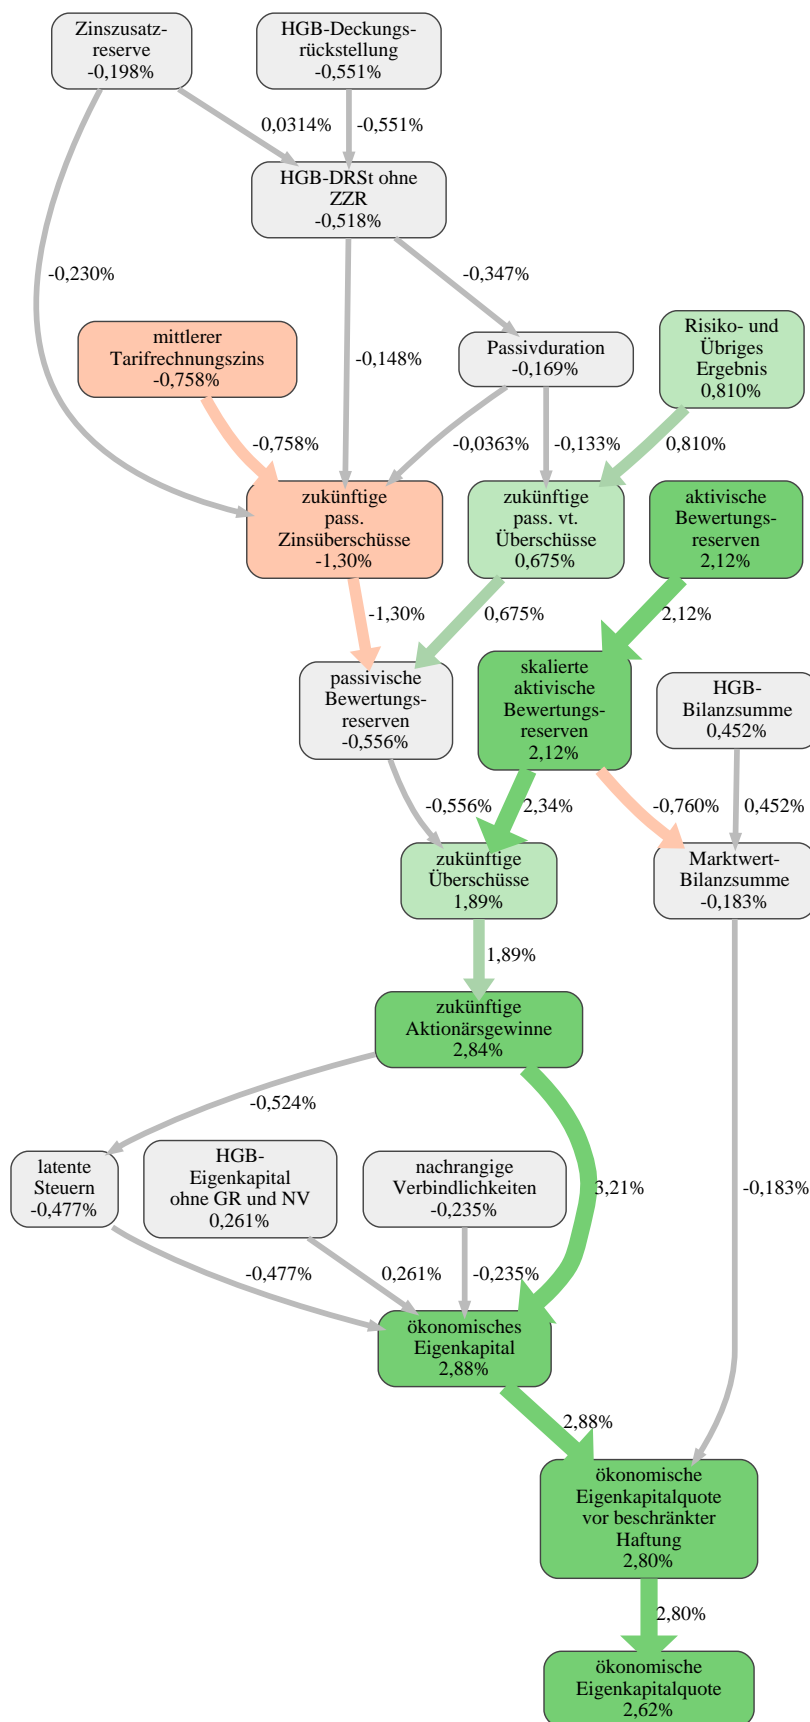 Zinszusatz-
reserve
-0,198%
HGB-Deckungs-
rückstellung
-0,551%
0,0314%
-0,551%
HGB-DRSt ohne
ZZR
-0,518%
-0,230%
-0,347%
mittlerer
Tarifrechnungszins
-0,758%
-0,148%
Passivduration
-0,169%
Risiko- und
Übriges
Ergebnis
0,810%
-0,758%
-0,0363%
-0,133%
0,810%
zukünftige
pass.
Zinsüberschüsse
-1,30%
zukünftige
pass. vt.
Überschüsse
0,675%
aktivische
Bewertungs-
reserven
2,12%
-1,30%
0,675%
2,12%
passivische
Bewertungs-
reserven
-0,556%
skalierte
aktivische
Bewertungs-
reserven
2,12%
HGB-
Bilanzsumme
0,452%
-0,556%
2,34%
-0,760%
0,452%
zukünftige
Überschüsse
1,89%
Marktwert-
Bilanzsumme
-0,183%
1,89%
zukünftige
Aktionärsgewinne
2,84%
-0,524%
latente
Steuern
-0,477%
HGB-
Eigenkapital
ohne GR und NV
0,261%
nachrangige
Verbindlichkeiten
-0,235%
3,21%
-0,183%
-0,477%
0,261%
-0,235%
ökonomisches
Eigenkapital
2,88%
2,88%
ökonomische
Eigenkapitalquote
vor beschränkter
Haftung
2,80%
2,80%
ökonomische
Eigenkapitalquote
2,62%